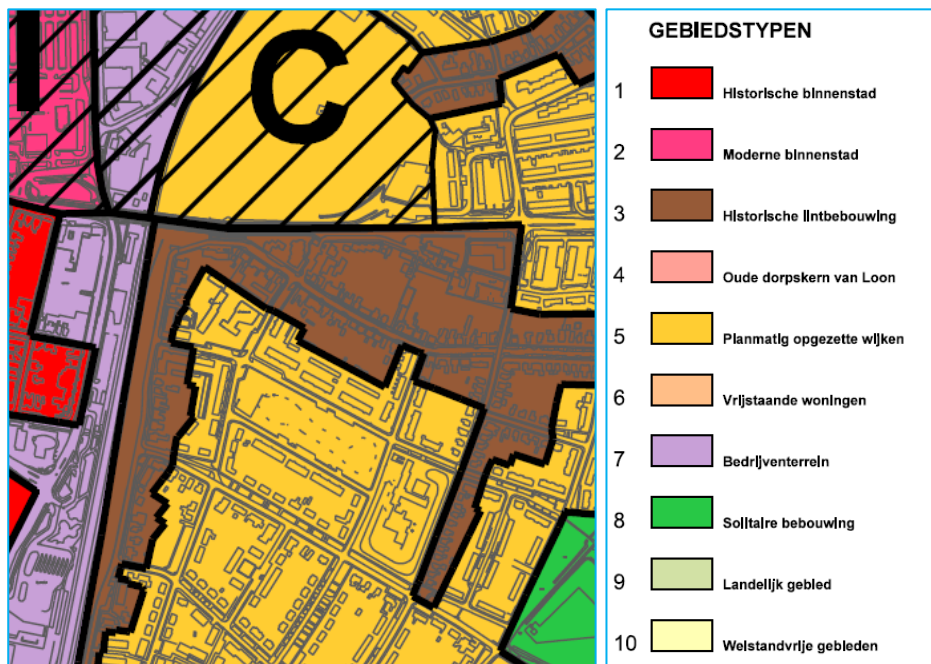 C
GEBIEDSTYPEN
1 Historische binnenstad
2 Moderne binnenstad
3 Historische lintbebouwing
4 Oude dorpskern van Loon
5 Planmatig opgezette wijken
6 Vrijstaande woningen
7 Bedrijventerrein
8 Solitaire bebouwing
9 Landelijk gebied
10 Welstandvrije gebieden